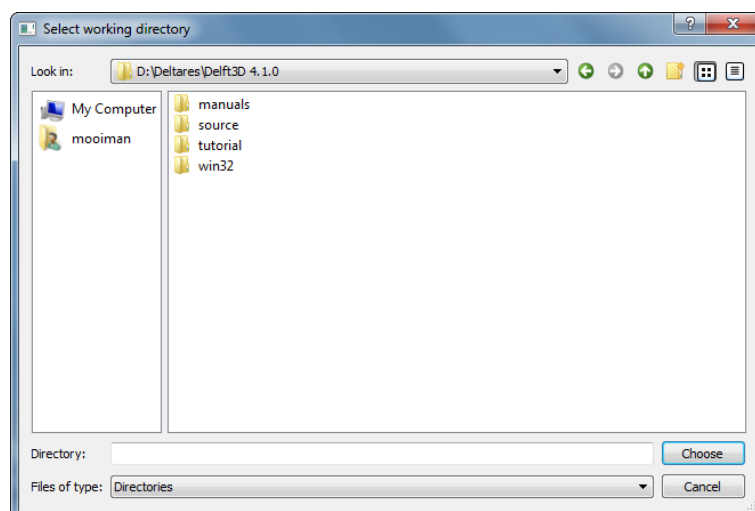 Select working directory
Look in: D:\Deltares\Delft3D 4.1.0
My Computer
mooiman
manuals
source
tutorial
win32
Directory: Choose
Files of type: Directories Cancel